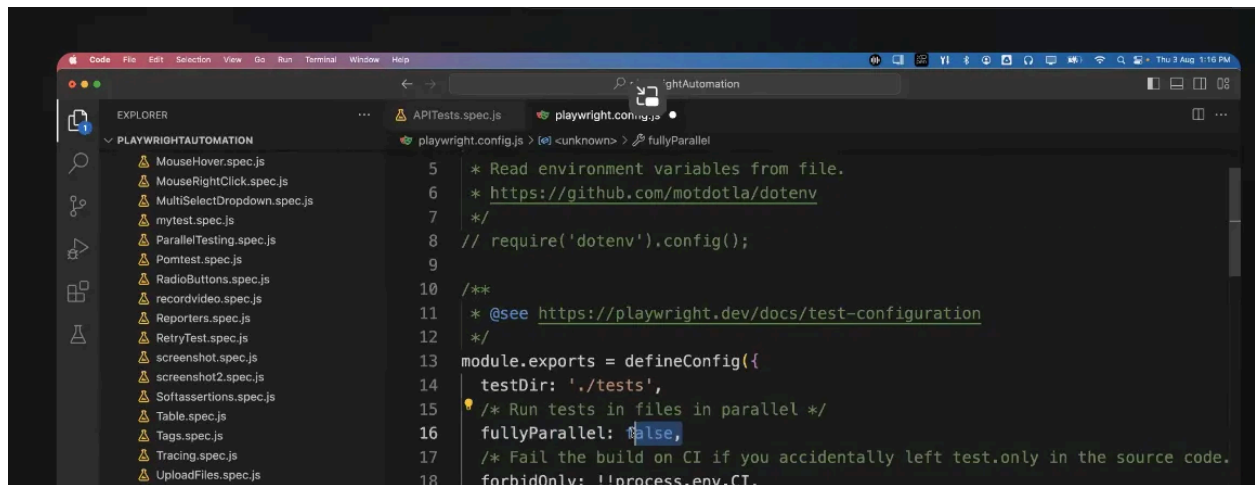 Code File Edit Selection View Go Run Terminal Window Help
Thu 3 Aug 1:16 PM
ghtAutomation
EXPLORER
APITests.spec.js
playwright.config.js
PLAYWRIGHTAUTOMATION
playwright.config.js > <unknown> > fullyParallel
MouseHover.spec.js
MouseRightClick.spec.js
MultiSelectDropdown.spec.js
mytest.spec.js
ParallelTesting.spec.js
Pomtest.spec.js
RadioButtons.spec.js
recordvideo.spec.js
Reporters.spec.js
RetryTest.spec.js
screenshot.spec.js
screenshot2.spec.js
Softassertions.spec.js
Table.spec.js
Tags.spec.js
Tracing.spec.js
UploadFiles.spec.js
5 * Read environment variables from file.
6 * https://github.com/motdotla/dotenv
7 */
8 // require('dotenv').config();
9
10 /**
11 * @see https://playwright.dev/docs/test-configuration
12 */
13 module.exports = defineConfig({
14 testDir: './tests',
15 /* Run tests in files in parallel */
16 fullyParallel: false,
17 /* Fail the build on CI if you accidentally left test.only in the source code.
18 forbidOnly: !!process.env.CI,
1